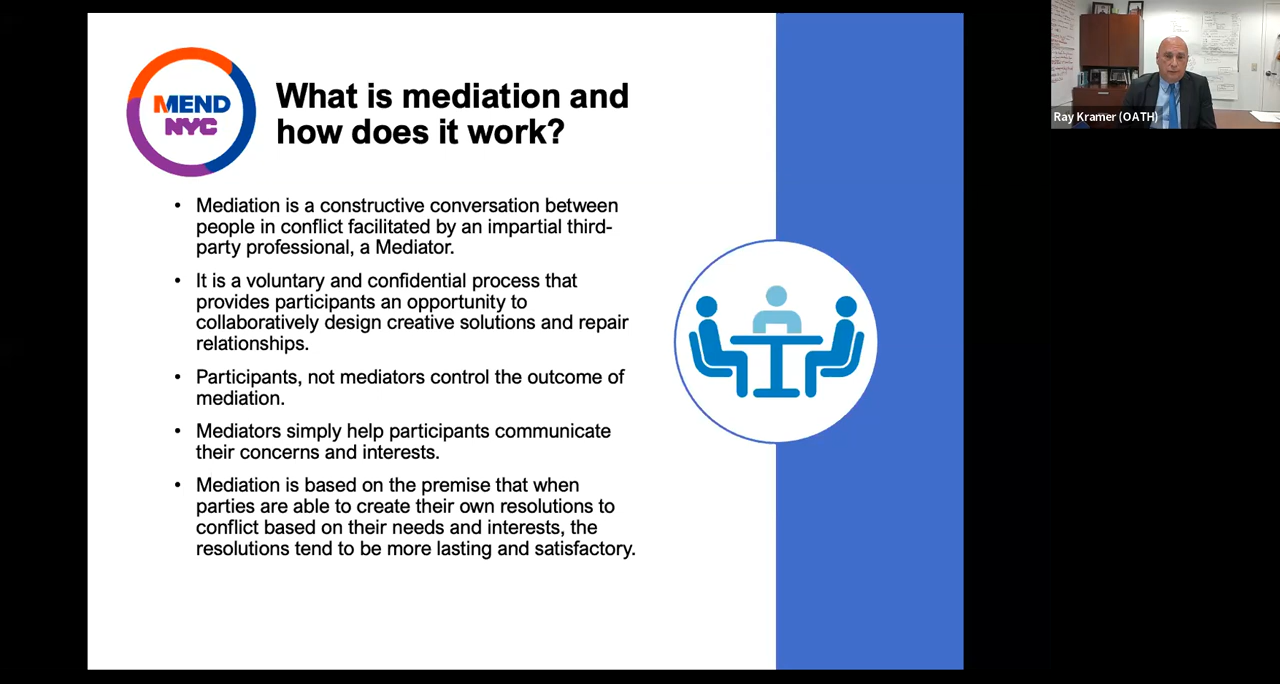 MEND
NYC
What is mediation and
how does it work?
• Mediation is a constructive conversation between
people in conflict facilitated by an impartial third-
party professional, a Mediator.
• It is a voluntary and confidential process that
provides participants an opportunity to
collaboratively design creative solutions and repair
relationships.
• Participants, not mediators control the outcome of
mediation.
• Mediators simply help participants communicate
their concerns and interests.
• Mediation is based on the premise that when
parties are able to create their own resolutions to
conflict based on their needs and interests, the
resolutions tend to be more lasting and satisfactory.
Ray Kramer (OATH)